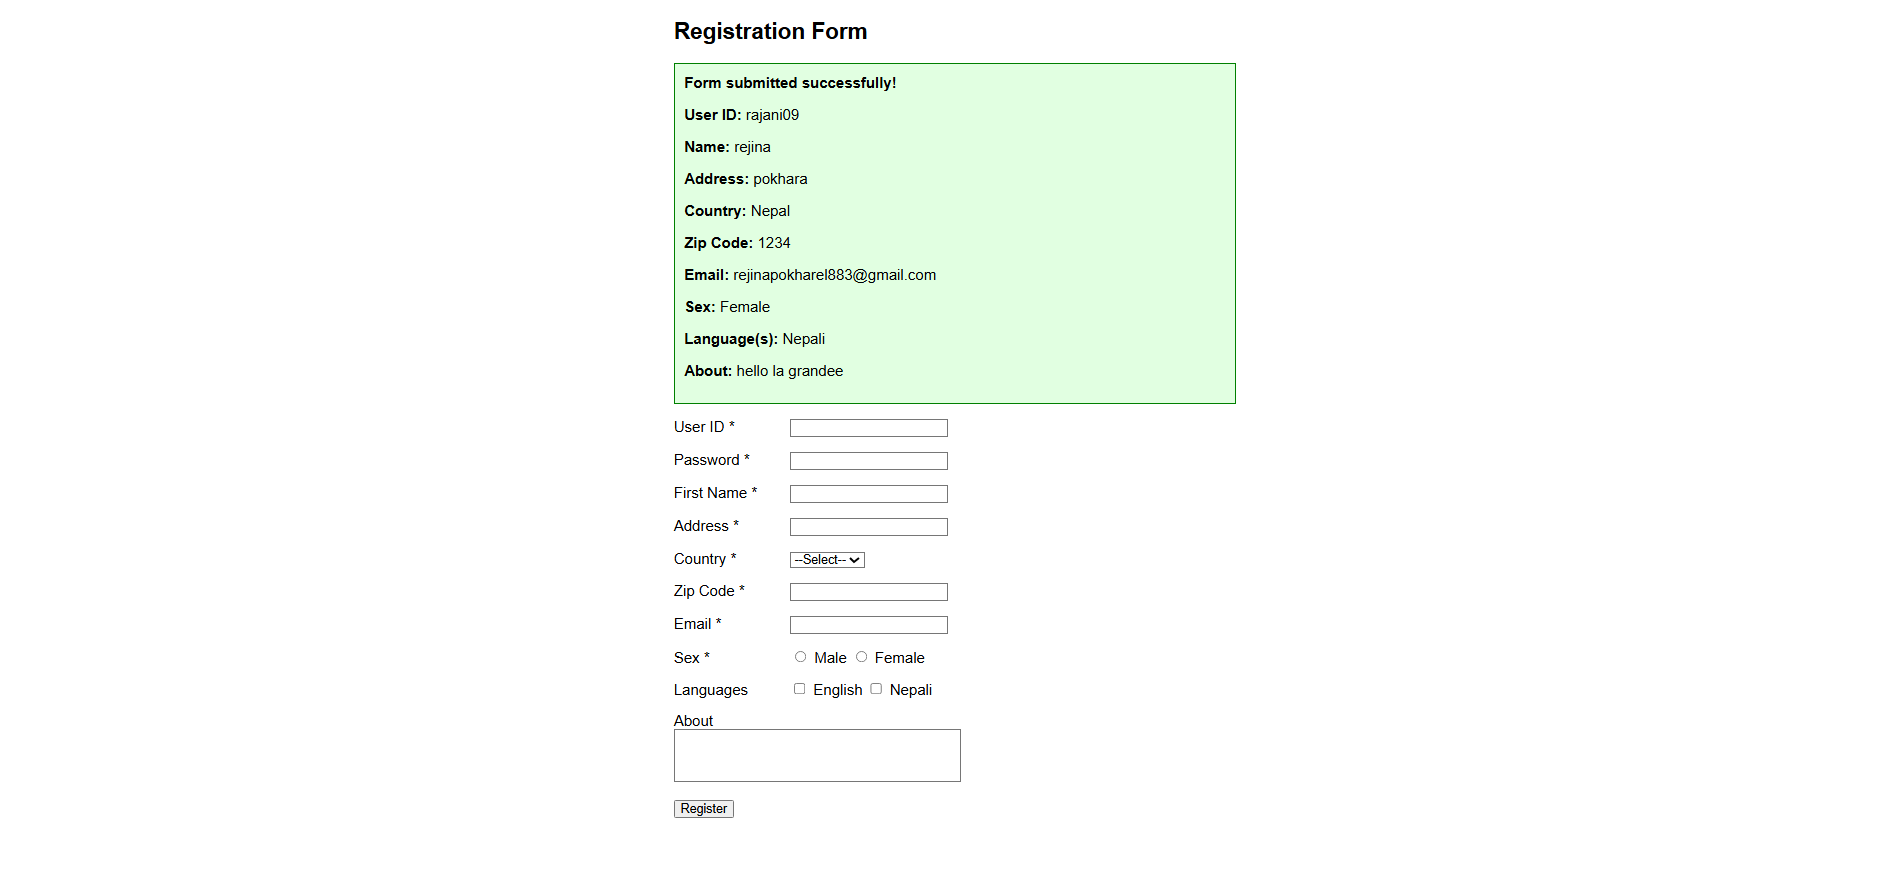 Registration Form
Form submitted successfully!
User ID: rajani09
Name: rejina
Address: pokhara
Country: Nepal
Zip Code: 1234
Email: rejinapokharel883@gmail.com
Sex: Female
Language(s): Nepali
About: hello la grandee
User ID *
Password *
First Name *
Address *
Country * --Select--
Zip Code *
Email *
Sex * Male Female
Languages English Nepali
About
Register